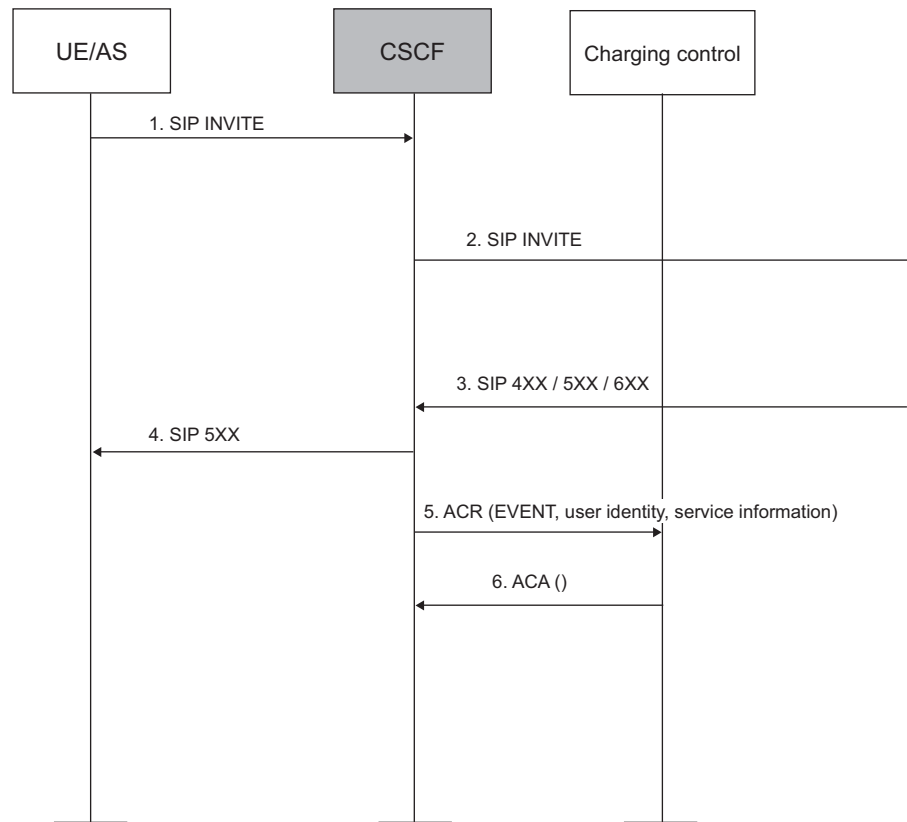 UE/AS
CSCF
Charging control
1. SIP INVITE
2. SIP INVITE
3. SIP 4XX / 5XX / 6XX
4. SIP 5XX
5. ACR (EVENT, user identity, service information)
6. ACA ()